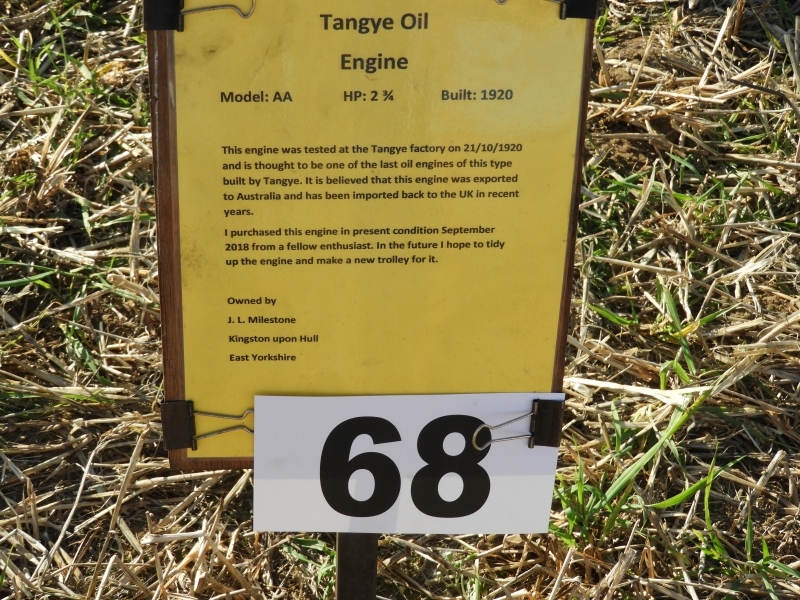 Tangye Oil
Engine
Model: AA HP: 2 ¾ Built: 1920
This engine was tested at the Tangye factory on 21/10/1920
and is thought to be one of the last oil engines of this type
built by Tangye. It is believed that this engine was exported
to Australia and has been imported back to the UK in recent
years.
I purchased this engine in present condition September
2018 from a fellow enthusiast. In the future I hope to tidy
up the engine and make a new trolley for it.
Owned by
J. L. Milestone
Kingston upon Hull
East Yorkshire
68